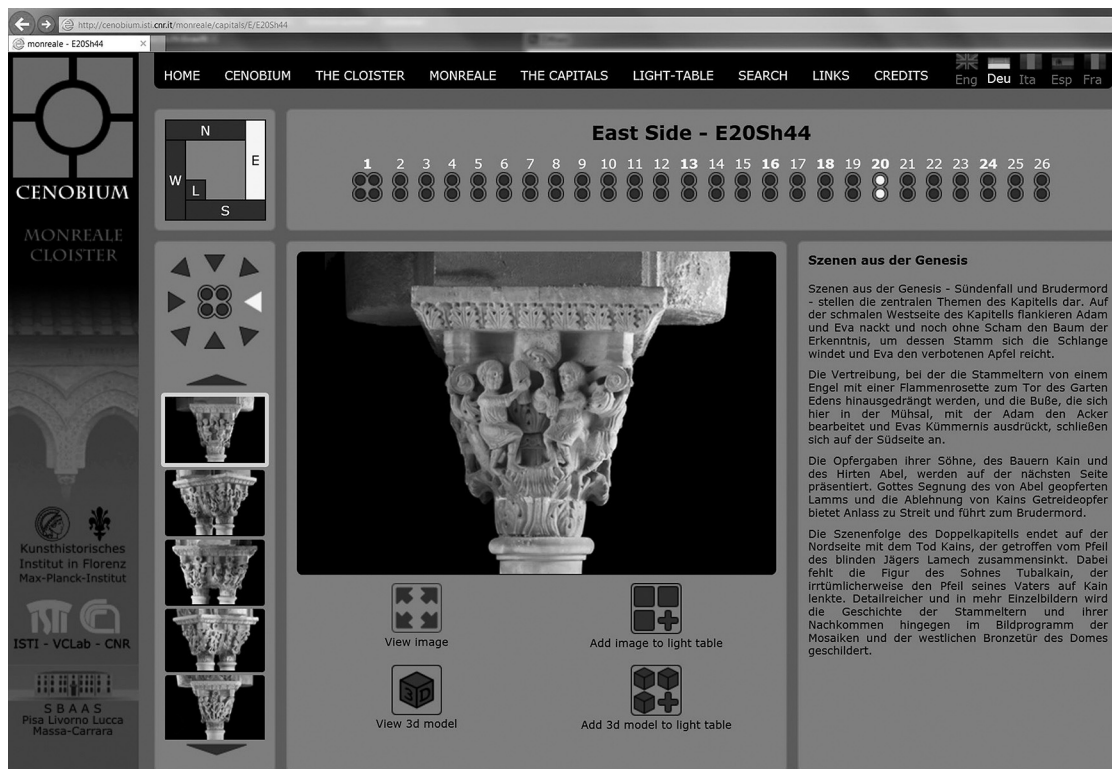 http://cenobium.isti.cnr.it/monreale/capitals/E/E20Sh44
monreale - E20Sh44
HOME CENOBIUM THE CLOISTER MONREALE THE CAPITALS LIGHT-TABLE SEARCH LINKS CREDITS
Eng Deu Ita Esp Fra
CENOBIUM
MONREALE
CLOISTER
N
E
W
L
S
East Side - E20Sh44
1 2 3 4 5 6 7 8 9 10 11 12 13 14 15 16 17 18 19 20 21 22 23 24 25 26
Kunsthistorisches
Institut in Florenz
Max-Planck-Institut
ISTI - VCLab - CNR
S B A A S
Pisa Livorno Lucca
Massa-Carrara
View image
Add image to light table
3D
View 3d model
Add 3d model to light table
Szenen aus der Genesis
Szenen aus der Genesis - Sündenfall und Brudermord
- stellen die zentralen Themen des Kapitells dar. Auf
der schmalen Westseite des Kapitells flankieren Adam
und Eva nackt und noch ohne Scham den Baum der
Erkenntnis, um dessen Stamm sich die Schlange
windet und Eva den verbotenen Apfel reicht.
Die Vertreibung, bei der die Stammeltern von einem
Engel mit einer Flammenrosette zum Tor des Garten
Edens hinausgedrängt werden, und die Buße, die sich
hier in der Mühsal, mit der Adam den Acker
bearbeitet und Evas Kümmernis ausdrückt, schließen
sich auf der Südseite an.
Die Opfergaben ihrer Söhne, des Bauern Kain und
des Hirten Abel, werden auf der nächsten Seite
präsentiert. Gottes Segnung des von Abel geopferten
Lamms und die Ablehnung von Kains Getreideopfer
bietet Anlass zu Streit und führt zum Brudermord.
Die Szenenfolge des Doppelkapitells endet auf der
Nordseite mit dem Tod Kains, der getroffen vom Pfeil
des blinden Jägers Lamech zusammensinkt. Dabei
fehlt die Figur des Sohnes Tubalkain, der
irrtümlicherweise den Pfeil seines Vaters auf Kain
lenkte. Detailreicher und in mehr Einzelbildern wird
die Geschichte der Stammeltern und ihrer
Nachkommen hingegen im Bildprogramm der
Mosaiken und der westlichen Bronzetür des Domes
geschildert.